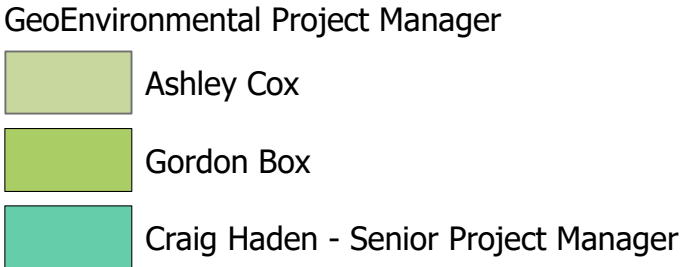 GeoEnvironmental Project Manager
Ashley Cox
Gordon Box
Craig Haden - Senior Project Manager